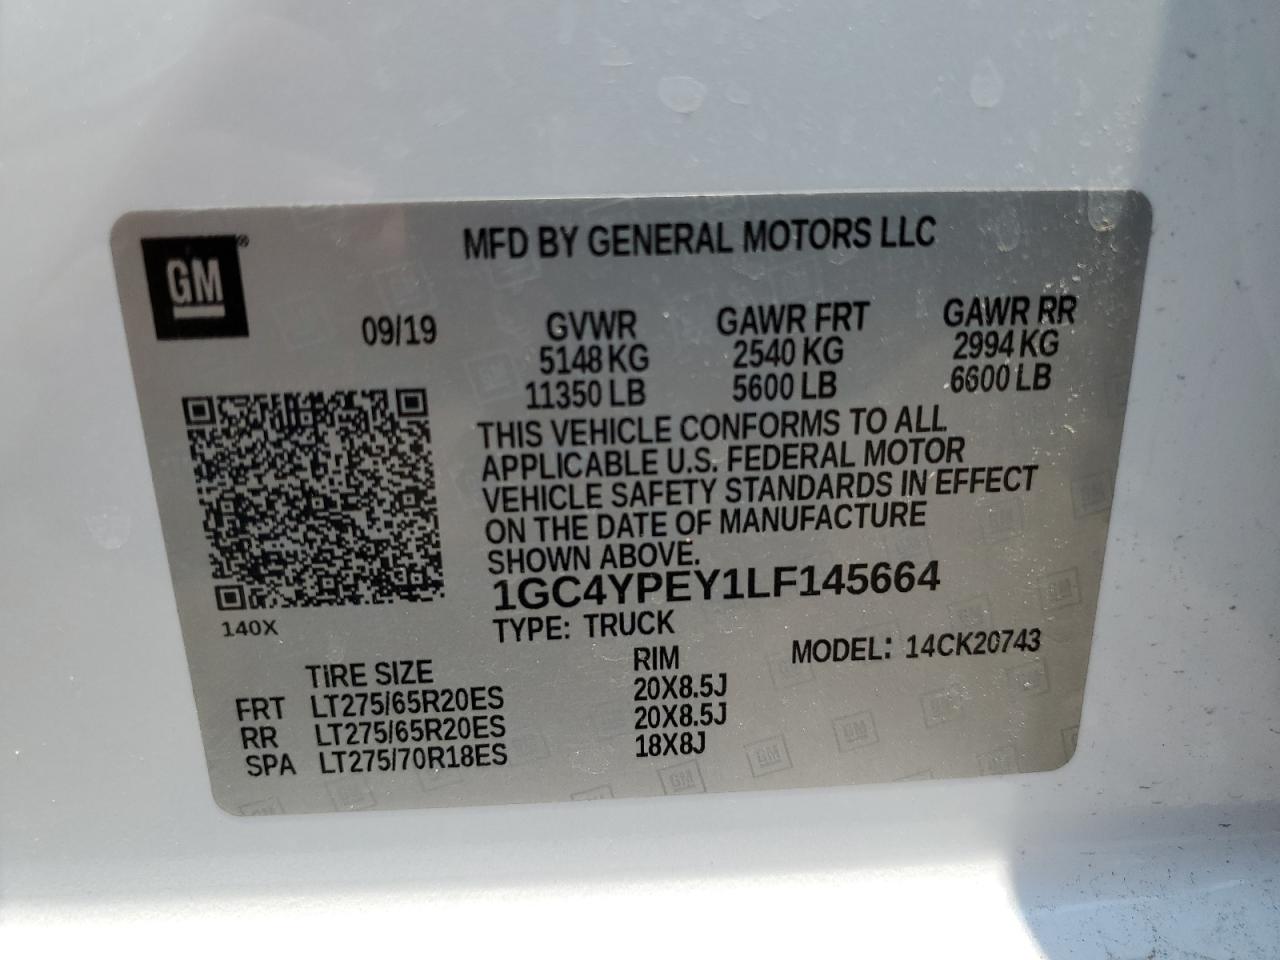 GM®
MFD BY GENERAL MOTORS LLC
09/19
GVWR GAWR FRT GAWR RR
5148 KG 2540 KG 2994 KG
11350 LB 5600 LB 6600 LB
THIS VEHICLE CONFORMS TO ALL
APPLICABLE U.S. FEDERAL MOTOR
VEHICLE SAFETY STANDARDS IN EFFECT
ON THE DATE OF MANUFACTURE
SHOWN ABOVE.
1GC4YPEY1LF145664
140X
TYPE: TRUCK
MODEL: 14CK20743
TIRE SIZE RIM
FRT LT275/65R20ES 20X8.5J
RR LT275/65R20ES 20X8.5J
SPA LT275/70R18ES 18X8J